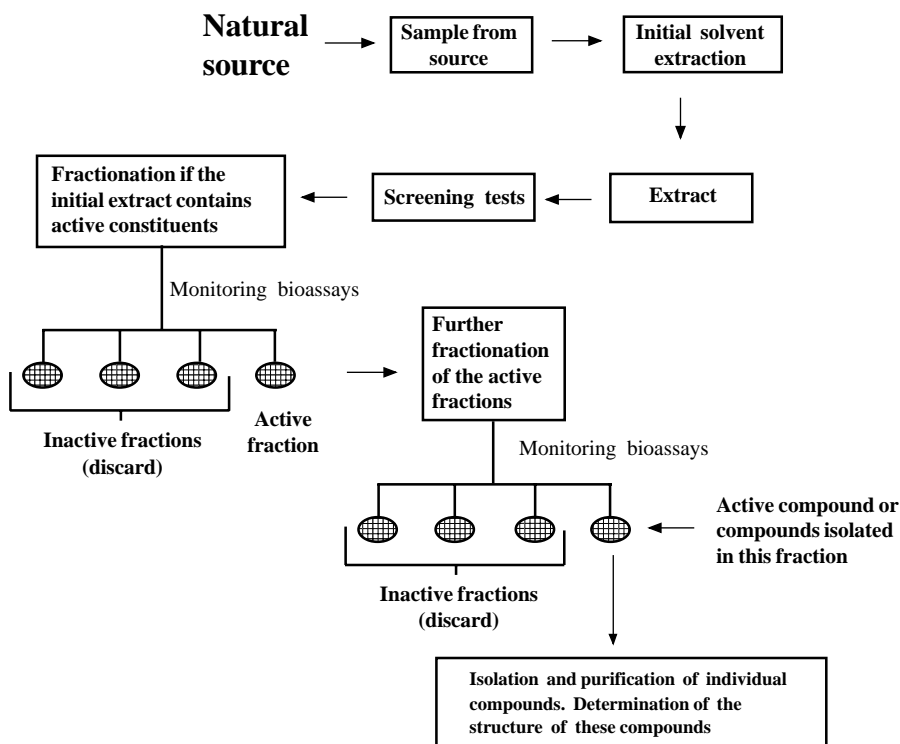 Natural
source
Sample from
source
Initial solvent
extraction
Extract
Screening tests
Fractionation if the
initial extract contains
active constituents
Monitoring bioassays
Inactive fractions
(discard)
Active
fraction
Further
fractionation
of the active
fractions
Monitoring bioassays
Inactive fractions
(discard)
Active compound or
compounds isolated
in this fraction
Isolation and purification of individual
compounds. Determination of the
structure of these compounds